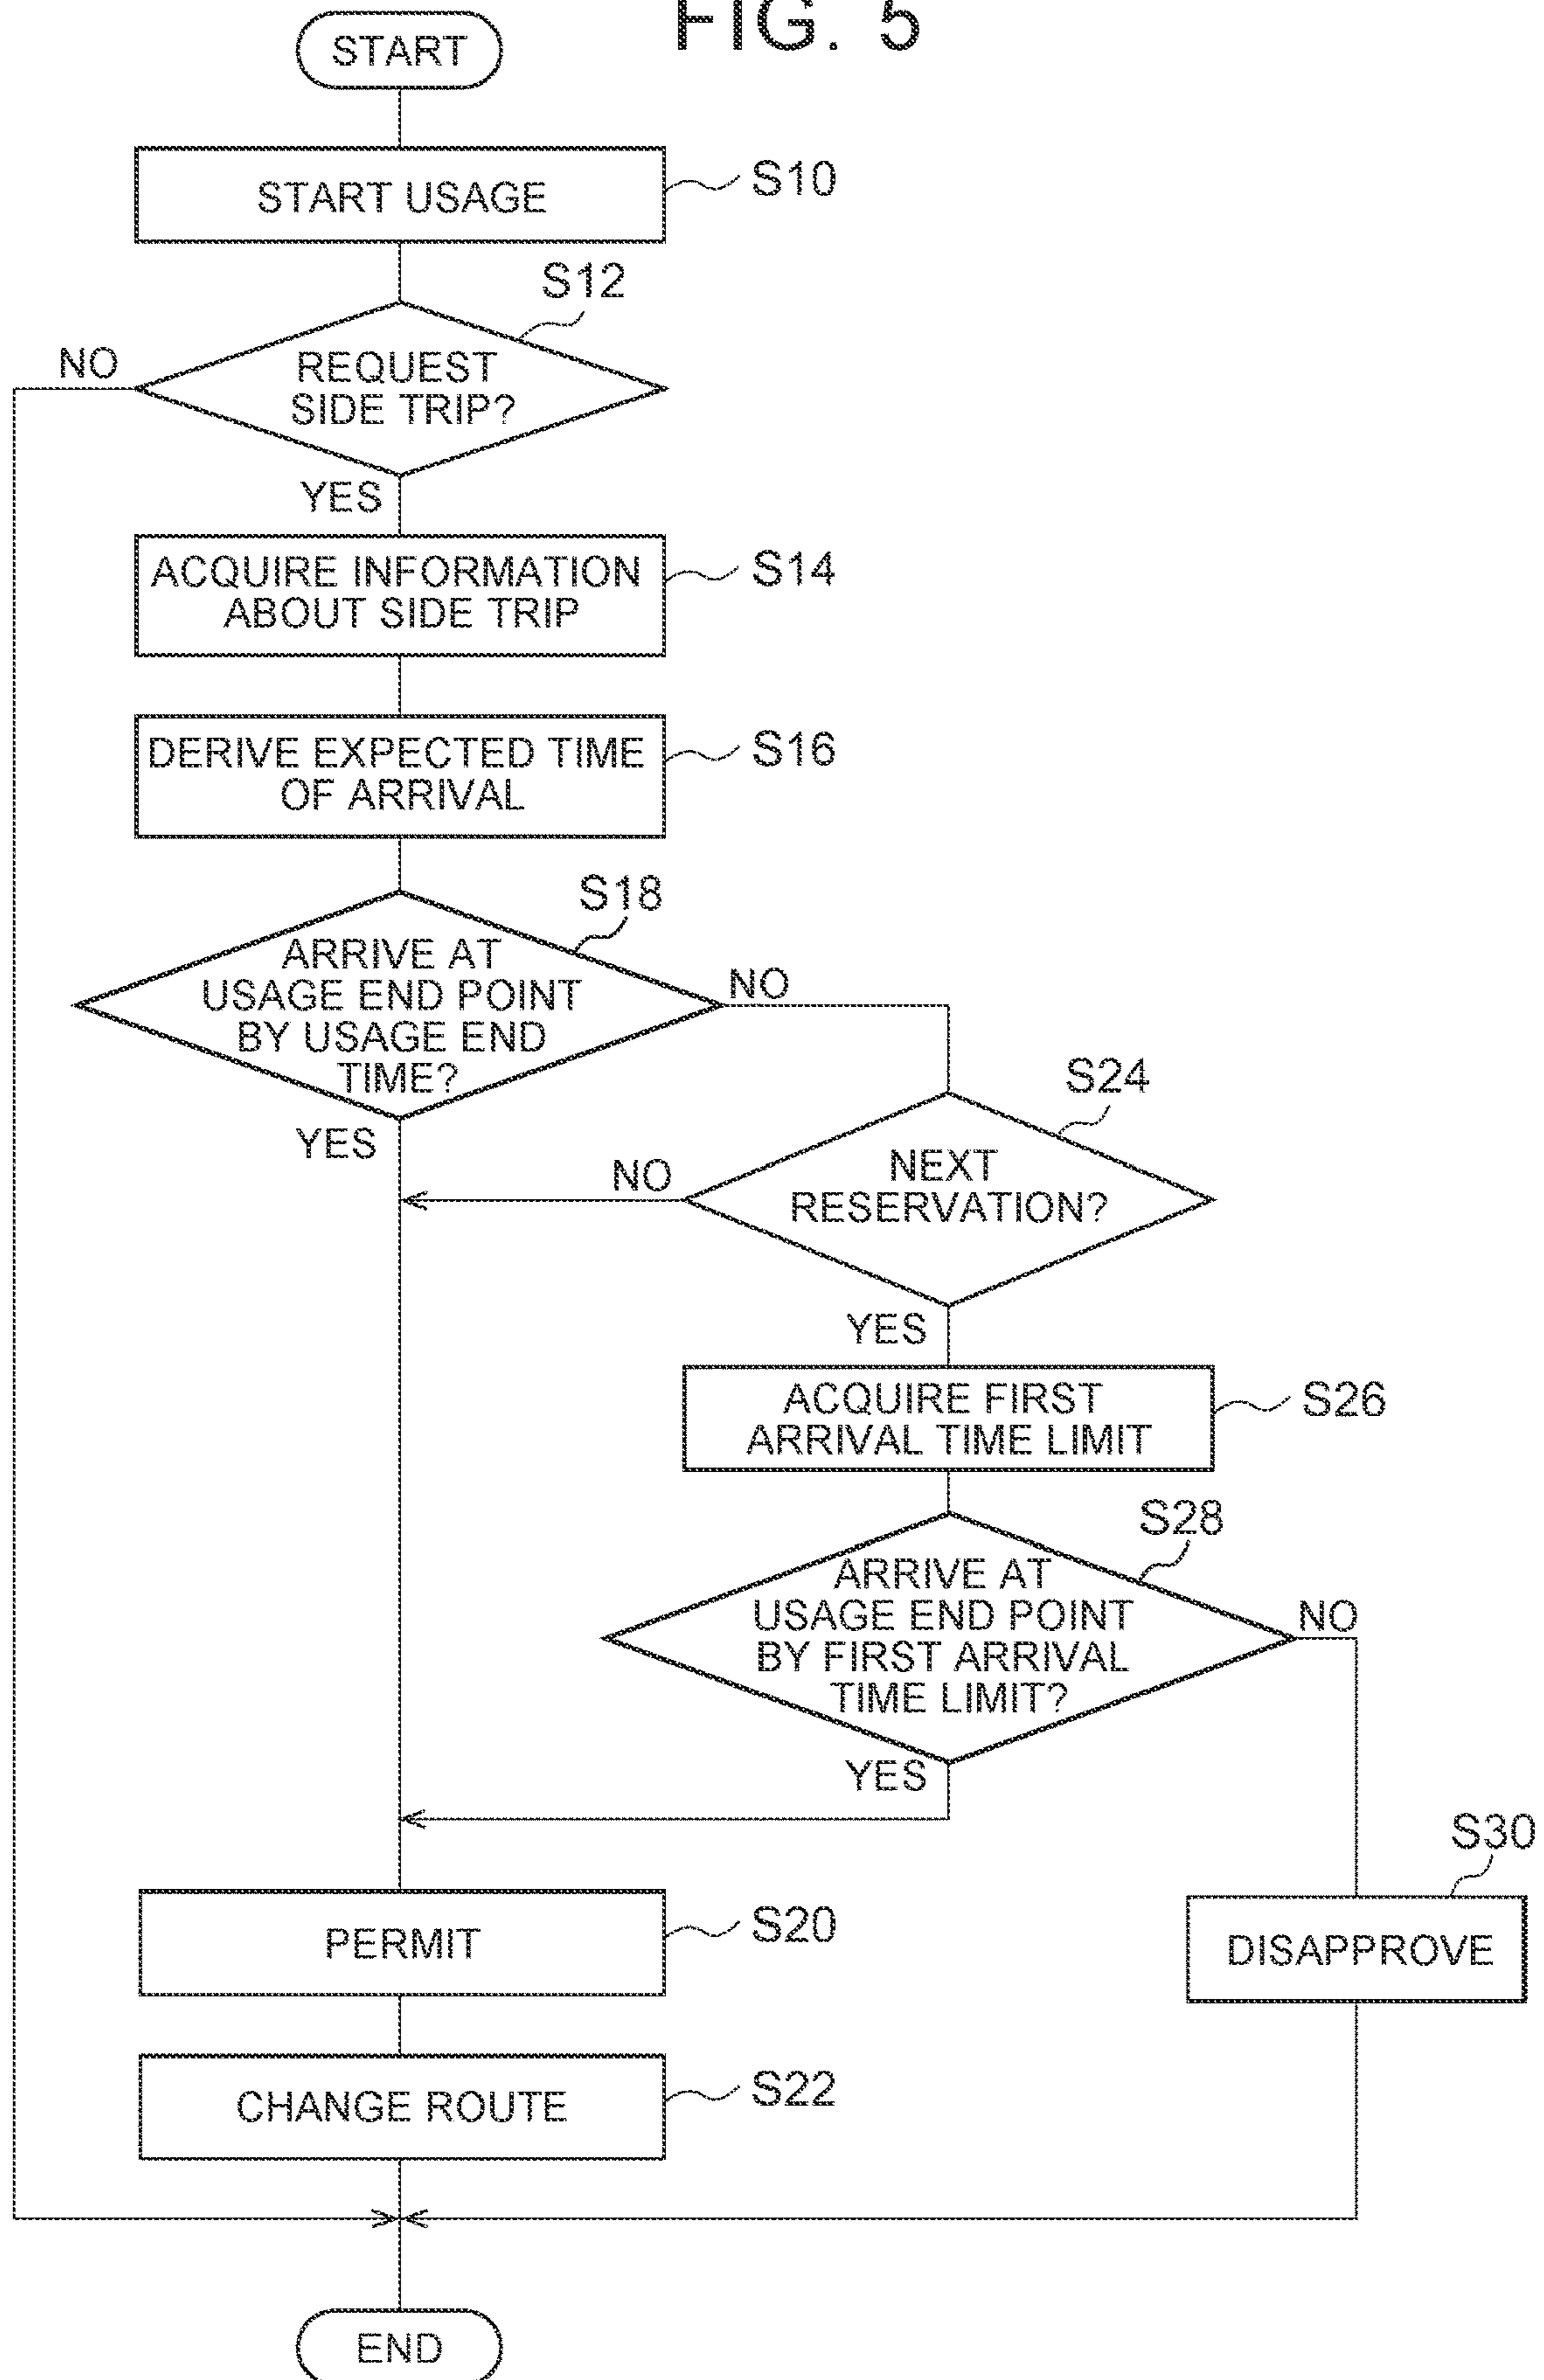 FIG. 5
START
START USAGE
S10
S12
REQUEST
SIDE TRIP?
NO
YES
ACQUIRE INFORMATION
ABOUT SIDE TRIP
S14
DERIVE EXPECTED TIME
OF ARRIVAL
S16
S18
ARRIVE AT
USAGE END POINT
BY USAGE END
TIME?
NO
YES
S24
NEXT
RESERVATION?
NO
YES
ACQUIRE FIRST
ARRIVAL TIME LIMIT
S26
S28
ARRIVE AT
USAGE END POINT
BY FIRST ARRIVAL
TIME LIMIT?
NO
YES
S30
DISAPPROVE
PERMIT
S20
CHANGE ROUTE
S22
END